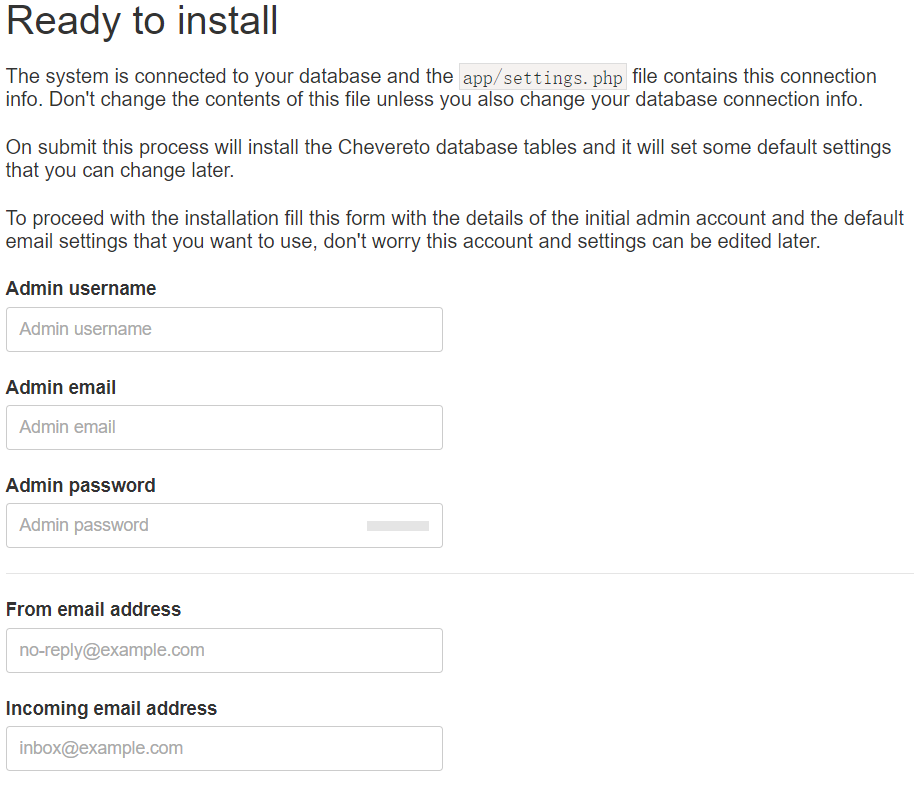 Ready to install
The system is connected to your database and the app/settings.php file contains this connection
info. Don't change the contents of this file unless you also change your database connection info.
On submit this process will install the Chevereto database tables and it will set some default settings
that you can change later.
To proceed with the installation fill this form with the details of the initial admin account and the default
email settings that you want to use, don't worry this account and settings can be edited later.
Admin username
Admin username
Admin email
Admin email
Admin password
Admin password
From email address
no-reply@example.com
Incoming email address
inbox@example.com